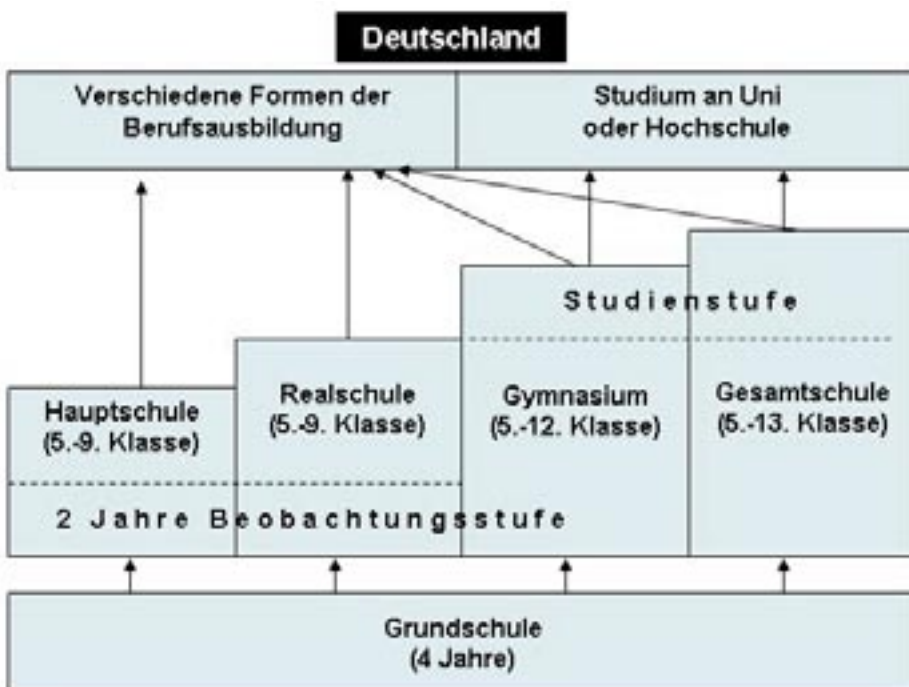 Deutschland
Verschiedene Formen der
Berufsausbildung
Studium an Uni
oder Hochschule
Studienstufe
Hauptschule
(5.-9. Klasse)
Realschule
(5.-9. Klasse)
Gymnasium
(5.-12. Klasse)
Gesamtschule
(5.-13. Klasse)
2 Jahre Beobachtungsstufe
Grundschule
(4 Jahre)